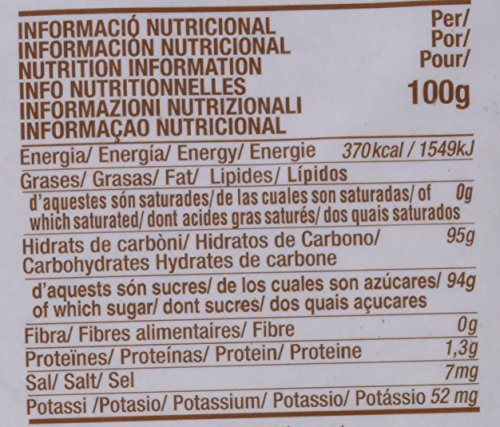 INFORMACIÓ NUTRICIONAL Per/
INFORMACIÓN NUTRICIONAL Por/
NUTRITION INFORMATION Pour/
INFO NUTRITIONNELLES 100g
INFORMAZIONI NUTRIZIONALI
INFORMAÇAO NUTRICIONAL
Energia/ Energía/ Energy/ Energie 370kcal / 1549kJ
Grases/ Grasas/ Fat/ Lipides/ Lípidos
d'aquestes són saturades/ de las cuales son saturadas/ of 0g
which saturated/ dont acides gras saturés/ dos quais saturados
Hidrats de carbòni/ Hidratos de Carbono/ 95g
Carbohydrates Hydrates de carbone
d'aquests són sucres/ de los cuales son azúcares/ 94g
of which sugar/ dont sucres/ dos quais açucares
Fibra/ Fibres alimentaires/ Fibre 0g
Proteïnes/ Proteínas/ Protein/ Proteine 1,3g
Sal/ Salt/ Sel 7mg
Potassi /Potasio/ Potassium/ Potassio/ Potássio 52 mg